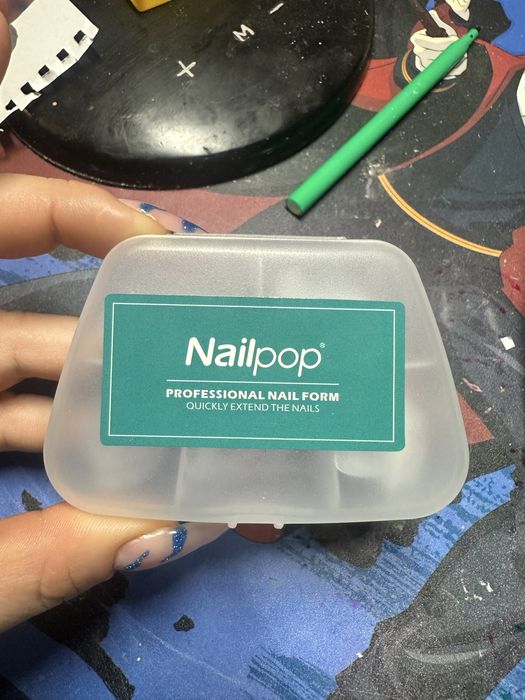 X M I
Nailpop®
PROFESSIONAL NAIL FORM
QUICKLY EXTEND THE NAILS